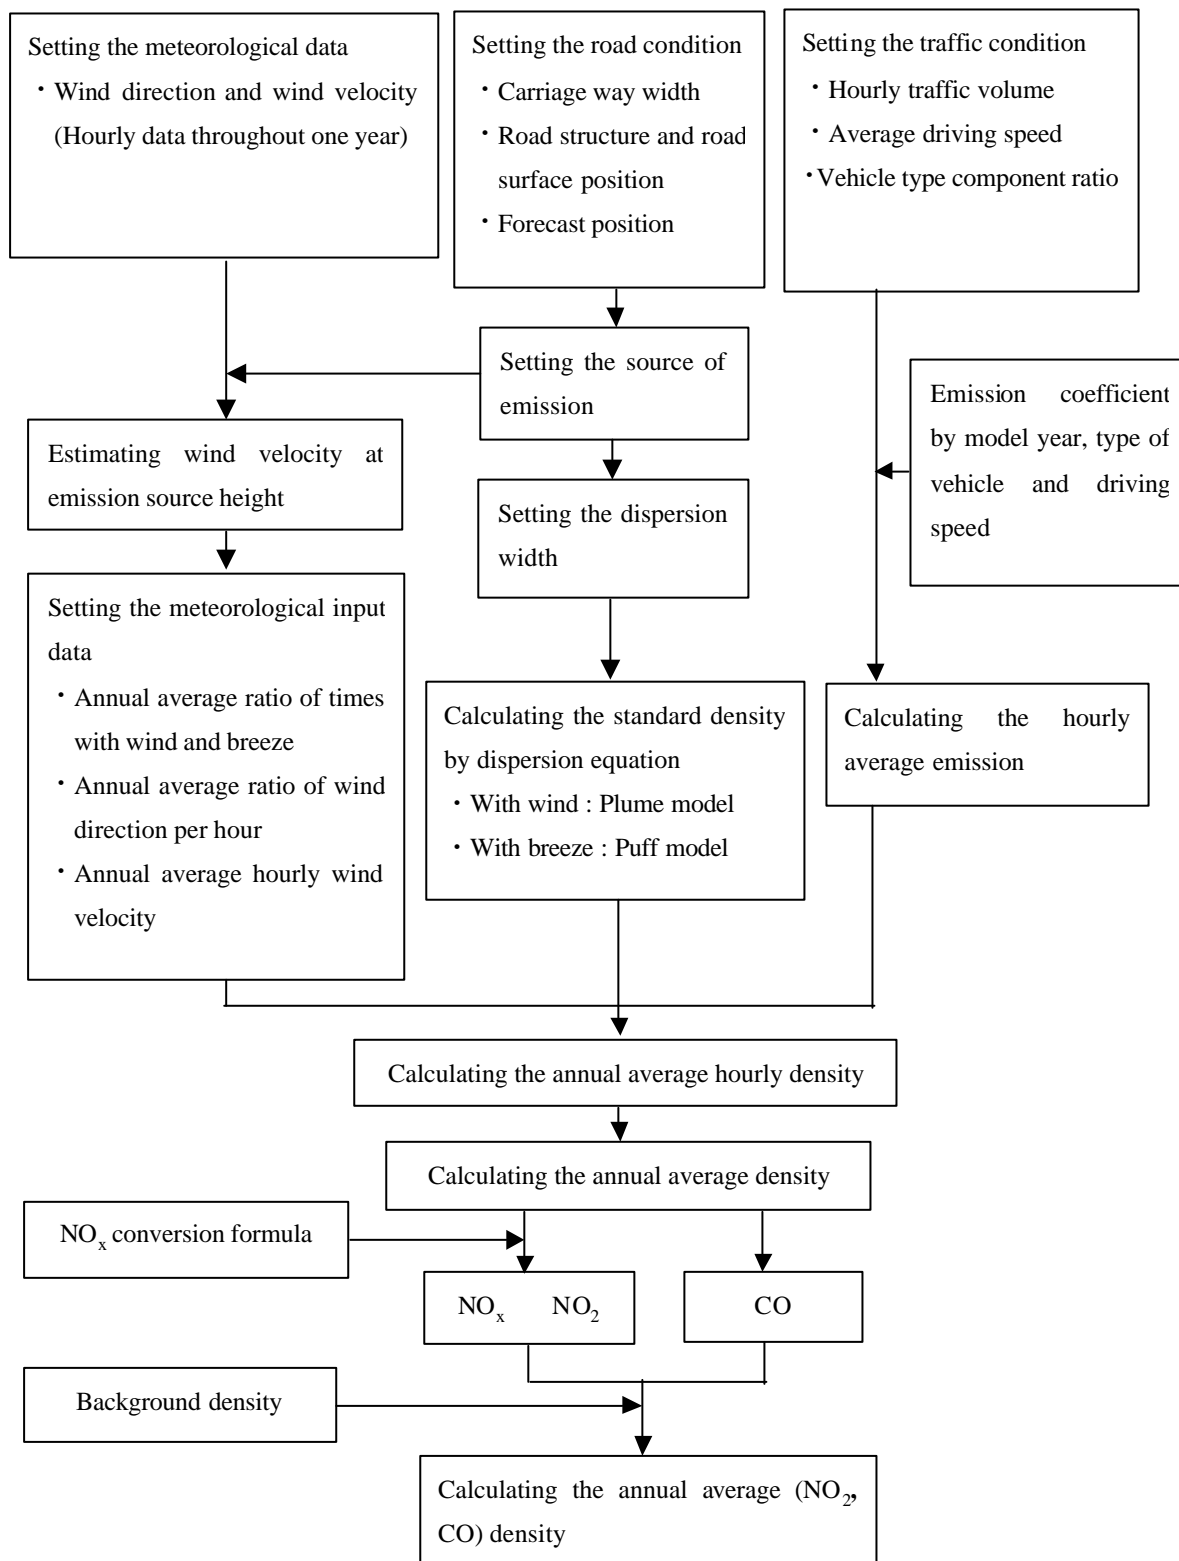 Setting the meteorological data
・Wind direction and wind velocity
(Hourly data throughout one year)
Setting the road condition
・Carriage way width
・Road structure and road
surface position
・Forecast position
Setting the traffic condition
・Hourly traffic volume
・Average driving speed
・Vehicle type component ratio
Setting the source of
emission
Emission coefficient
by model year, type of
vehicle and driving
speed
Estimating wind velocity at
emission source height
Setting the dispersion
width
Setting the meteorological input
data
・Annual average ratio of times
with wind and breeze
・Annual average ratio of wind
direction per hour
・Annual average hourly wind
velocity
Calculating the standard density
by dispersion equation
・With wind : Plume model
・With breeze : Puff model
Calculating the hourly
average emission
Calculating the annual average hourly density
Calculating the annual average density
NOx conversion formula
NOx NO2
CO
Background density
Calculating the annual average (NO2,
CO) density